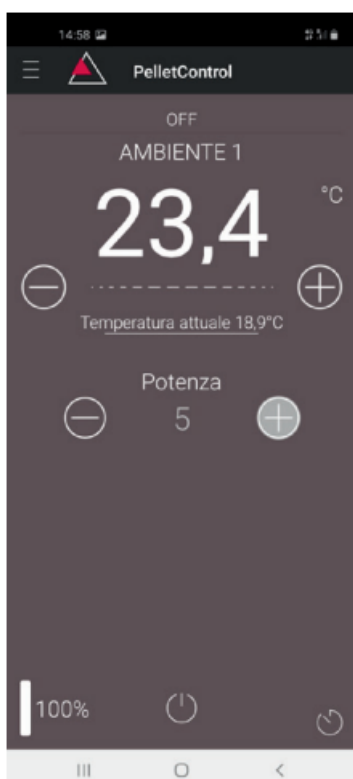 14:58
PelletControl
OFF
AMBIENTE 1
23,4 °C
Temperatura attuale 18,9°C
Potenza
5
100%